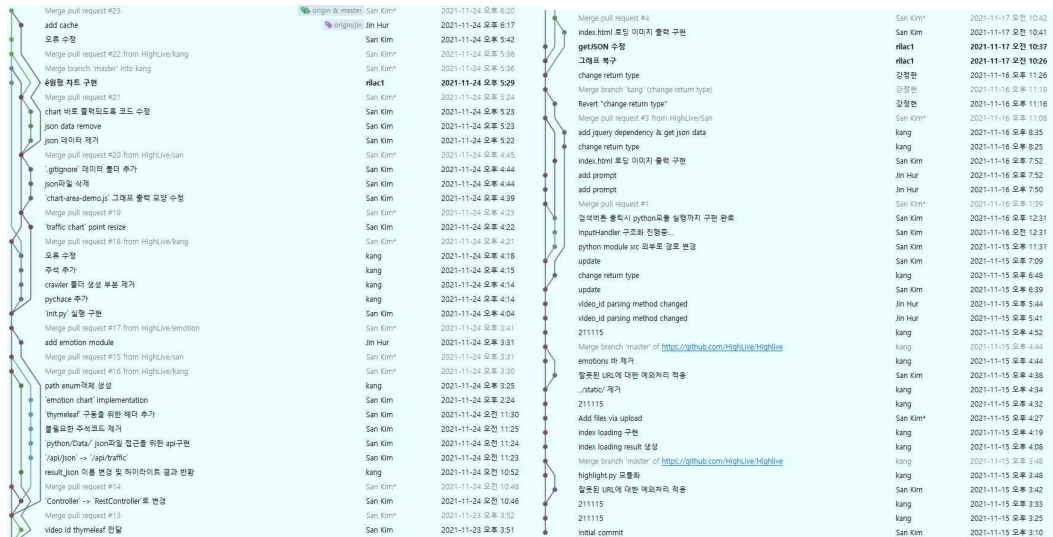 Merge pull request #23. origin & master San Kim* 2021-11-24 오후 6:20
add cache origin/jin Jin Hur 2021-11-24 오후 6:17
오류 수정 San Kim 2021-11-24 오후 5:42
Merge pull request #22 from HighLive/kang San Kim* 2021-11-24 오후 5:36
Merge branch 'master' into kang San Kim* 2021-11-24 오후 5:36
ê원형 차트 구현 rilac1 2021-11-24 오후 5:29
Merge pull request #21 San Kim* 2021-11-24 오후 5:24
chart 바로 출력되도록 코드 수정 San Kim 2021-11-24 오후 5:23
json data remove San Kim 2021-11-24 오후 5:23
json 데이터 제거 San Kim 2021-11-24 오후 5:22
Merge pull request #20 from HighLive/san San Kim* 2021-11-24 오후 4:45
`.gitignore` 데이터 폴더 추가 San Kim 2021-11-24 오후 4:44
json파일 삭제 San Kim 2021-11-24 오후 4:44
`chart-area-demo.js` 그래프 출력 모양 수정 San Kim 2021-11-24 오후 4:39
Merge pull request #19 San Kim* 2021-11-24 오후 4:23
`traffic chart` point resize San Kim 2021-11-24 오후 4:22
Merge pull request #18 from HighLive/kang San Kim* 2021-11-24 오후 4:21
오류 수정 kang 2021-11-24 오후 4:18
주석 추가 kang 2021-11-24 오후 4:15
crawler 폴더 생성 부분 제거 kang 2021-11-24 오후 4:14
pychace 추가 kang 2021-11-24 오후 4:14
`init.py` 실행 구현 San Kim 2021-11-24 오후 4:04
Merge pull request #17 from HighLive/emotion San Kim* 2021-11-24 오후 3:41
add emotion module Jin Hur 2021-11-24 오후 3:31
Merge pull request #15 from HighLive/san San Kim* 2021-11-24 오후 3:31
Merge pull request #16 from HighLive/kang San Kim* 2021-11-24 오후 3:30
path enum객체 생성 kang 2021-11-24 오후 3:25
`emotion chart` implementation San Kim 2021-11-24 오후 2:24
`thymeleaf` 구동을 위한 헤더 추가 San Kim 2021-11-24 오전 11:30
불필요한 주석코드 제거 San Kim 2021-11-24 오전 11:25
`python/Data/` json파일 접근을 위한 api구현 San Kim 2021-11-24 오전 11:24
`/api/json` -> `/api/traffic` San Kim 2021-11-24 오전 11:23
result_json 이름 변경 및 하이라이트 결과 반환 kang 2021-11-24 오전 10:52
Merge pull request #14 San Kim* 2021-11-24 오전 10:48
`Controller` -> `RestController`로 변경 San Kim 2021-11-24 오전 10:46
Merge pull request #13. San Kim* 2021-11-23 오후 3:52
video id thymeleaf 전달 San Kim 2021-11-23 오후 3:51
Merge pull request #4 San Kim* 2021-11-17 오전 10:42
index.html 로딩 이미지 출력 구현 San Kim 2021-11-17 오전 10:41
getJSON 수정 rilac1 2021-11-17 오전 10:37
그래프 복구 rilac1 2021-11-17 오전 10:26
change return type 강정현 2021-11-16 오후 11:26
Merge branch 'kang' (change return type) 강정현 2021-11-16 오후 11:19
Revert "change return type" 강정현 2021-11-16 오후 11:16
Merge pull request #3 from HighLive/San San Kim* 2021-11-16 오후 11:08
add jquery dependency & get json data kang 2021-11-16 오후 8:35
change return type kang 2021-11-16 오후 8:25
index.html 로딩 이미지 출력 구현 San Kim 2021-11-16 오후 7:52
add prompt Jin Hur 2021-11-16 오후 7:52
add prompt Jin Hur 2021-11-16 오후 7:50
Merge pull request #1 San Kim* 2021-11-16 오후 1:39
검색버튼 클릭시 python모듈 실행까지 구현 완료 San Kim 2021-11-16 오후 12:31
inputHandler 구조화 진행중... San Kim 2021-11-16 오전 12:31
python module src 외부로 경로 변경 San Kim 2021-11-15 오후 11:31
update San Kim 2021-11-15 오후 7:09
change return type kang 2021-11-15 오후 6:48
update San Kim 2021-11-15 오후 6:39
video_id parsing method changed Jin Hur 2021-11-15 오후 5:44
video_id parsing method changed Jin Hur 2021-11-15 오후 5:41
211115 kang 2021-11-15 오후 4:52
Merge branch 'master' of https://github.com/HighLive/Highlive kang 2021-11-15 오후 4:44
emotions 바 제거 kang 2021-11-15 오후 4:44
잘못된 URL에 대한 예외처리 적용 San Kim 2021-11-15 오후 4:38
../static/ 제거 kang 2021-11-15 오후 4:34
211115 kang 2021-11-15 오후 4:32
Add files via upload San Kim* 2021-11-15 오후 4:27
index loading 구현 kang 2021-11-15 오후 4:19
index loading result 생성 kang 2021-11-15 오후 4:08
Merge branch 'master' of https://github.com/HighLive/Highlive kang 2021-11-15 오후 3:48
highlight.py 모듈화 kang 2021-11-15 오후 3:48
잘못된 URL에 대한 예외처리 적용 San Kim 2021-11-15 오후 3:42
211115 kang 2021-11-15 오후 3:33
211115 kang 2021-11-15 오후 3:25
Initial commit San Kim 2021-11-15 오후 3:10